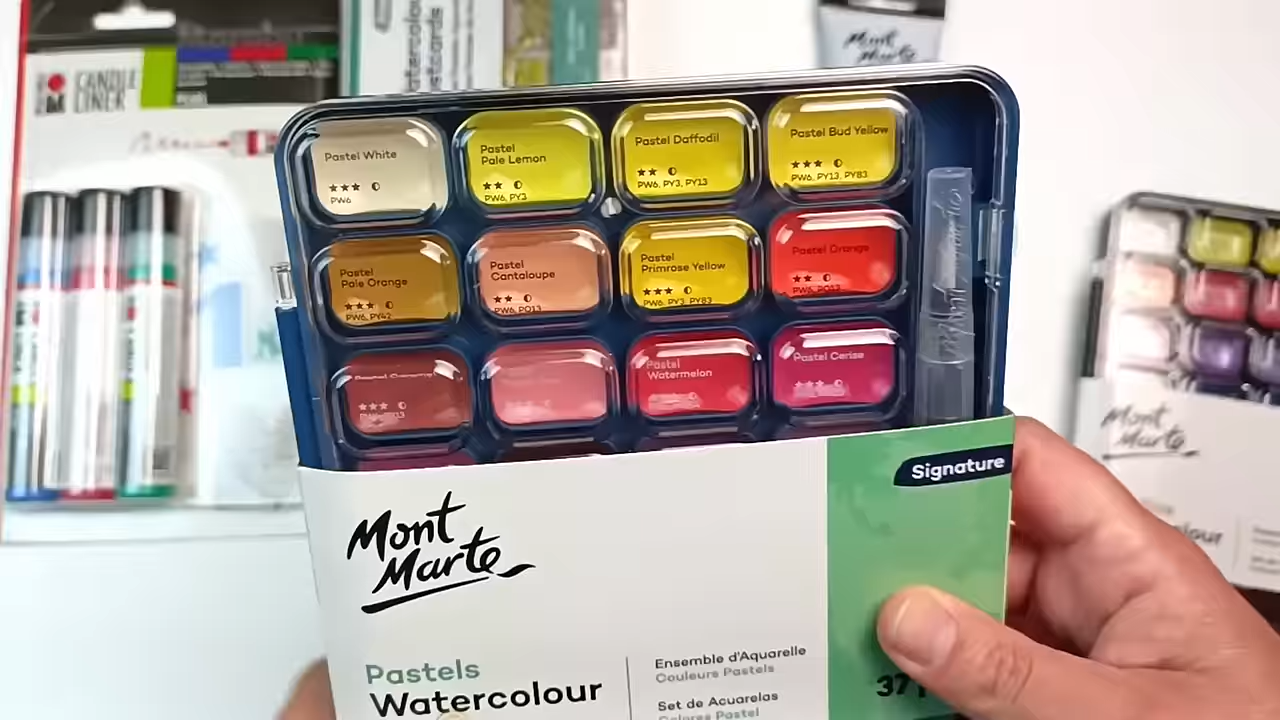 CANDLE
LINER
Mont
Marte
Pastel White
★★★ ◐
PW6
Pastel
Pale Lemon
★★ ◐
PW6, PY3
Pastel Daffodil
★★ ◐
PW6, PY3, PY13
Pastel Bud Yellow
★★★ ◐
PW6, PY13, PY83
Pastel
Pale Orange
★★★ ◐
PW6, PY42
Pastel
Cantaloupe
★★ ◐
PW6, PO13
Pastel
Primrose Yellow
★★★ ◐
PW6, PY3, PY83
Pastel Orange
★★ ◐
PW6, PO13
★★★ ◐
Pastel
Watermelon
Pastel Cerise
★★★ ◐
Signature
Mont
Marte
Pastels
Watercolour
Ensemble d'Aquarelle
Couleurs Pastels
Set de Acuarelas
Colores Pastel
37
Mont
Marte